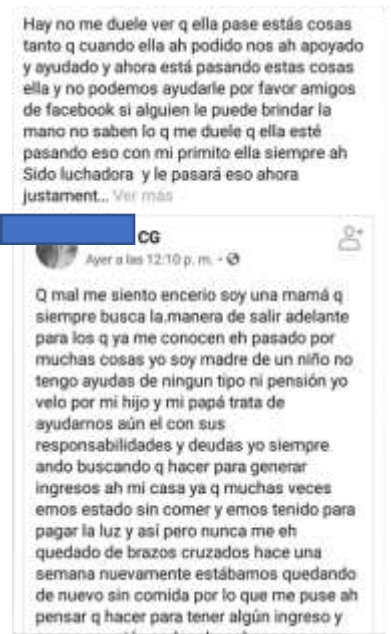 Hay no me duele ver q ella pase estás cosas
tanto q cuando ella ah podido nos ah apoyado
y ayudado y ahora está pasando estas cosas
ella y no podemos ayudarle por favor amigos
de facebook si alguien le puede brindar la
mano no saben lo q me duele q ella esté
pasando eso con mi primito ella siempre ah
Sido luchadora y le pasará eso ahora
justament... Ver más
CG
Ayer a las 12:10 p. m. ·
Q mal me siento encerio soy una mamá q
siempre busca la.manera de salir adelante
para los q ya me conocen eh pasado por
muchas cosas yo soy madre de un niño no
tengo ayudas de ningun tipo ni pensión yo
velo por mi hijo y mi papá trata de
ayudarnos aún el con sus
responsabilidades y deudas yo siempre
ando buscando q hacer para generar
ingresos ah mi casa ya q muchas veces
emos estado sin comer y emos tenido para
pagar la luz y así pero nunca me eh
quedado de brazos cruzados hace una
semana nuevamente estábamos quedando
de nuevo sin comida por lo que me puse ah
pensar q hacer para tener algún ingreso y